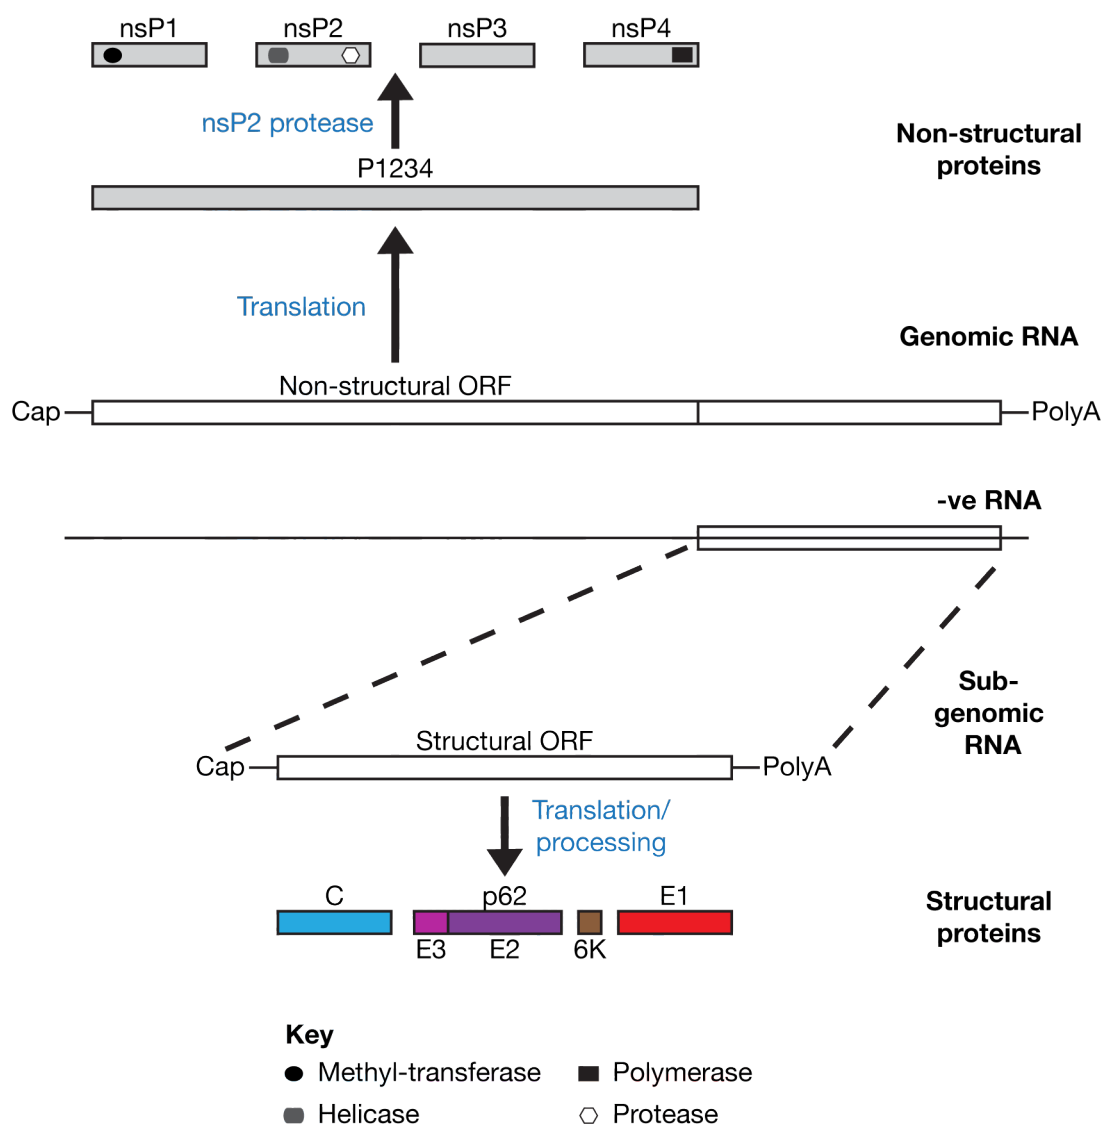 nsP1 nsP2 nsP3 nsP4
nsP2 protease
P1234
Non-structural
proteins
Translation
Genomic RNA
Non-structural ORF
Cap PolyA
-ve RNA
Sub-
genomic
RNA
Structural ORF
Cap PolyA
Translation/
processing
C p62 E1
E3 E2 6K
Structural
proteins
Key
Methyl-transferase Polymerase
Helicase Protease